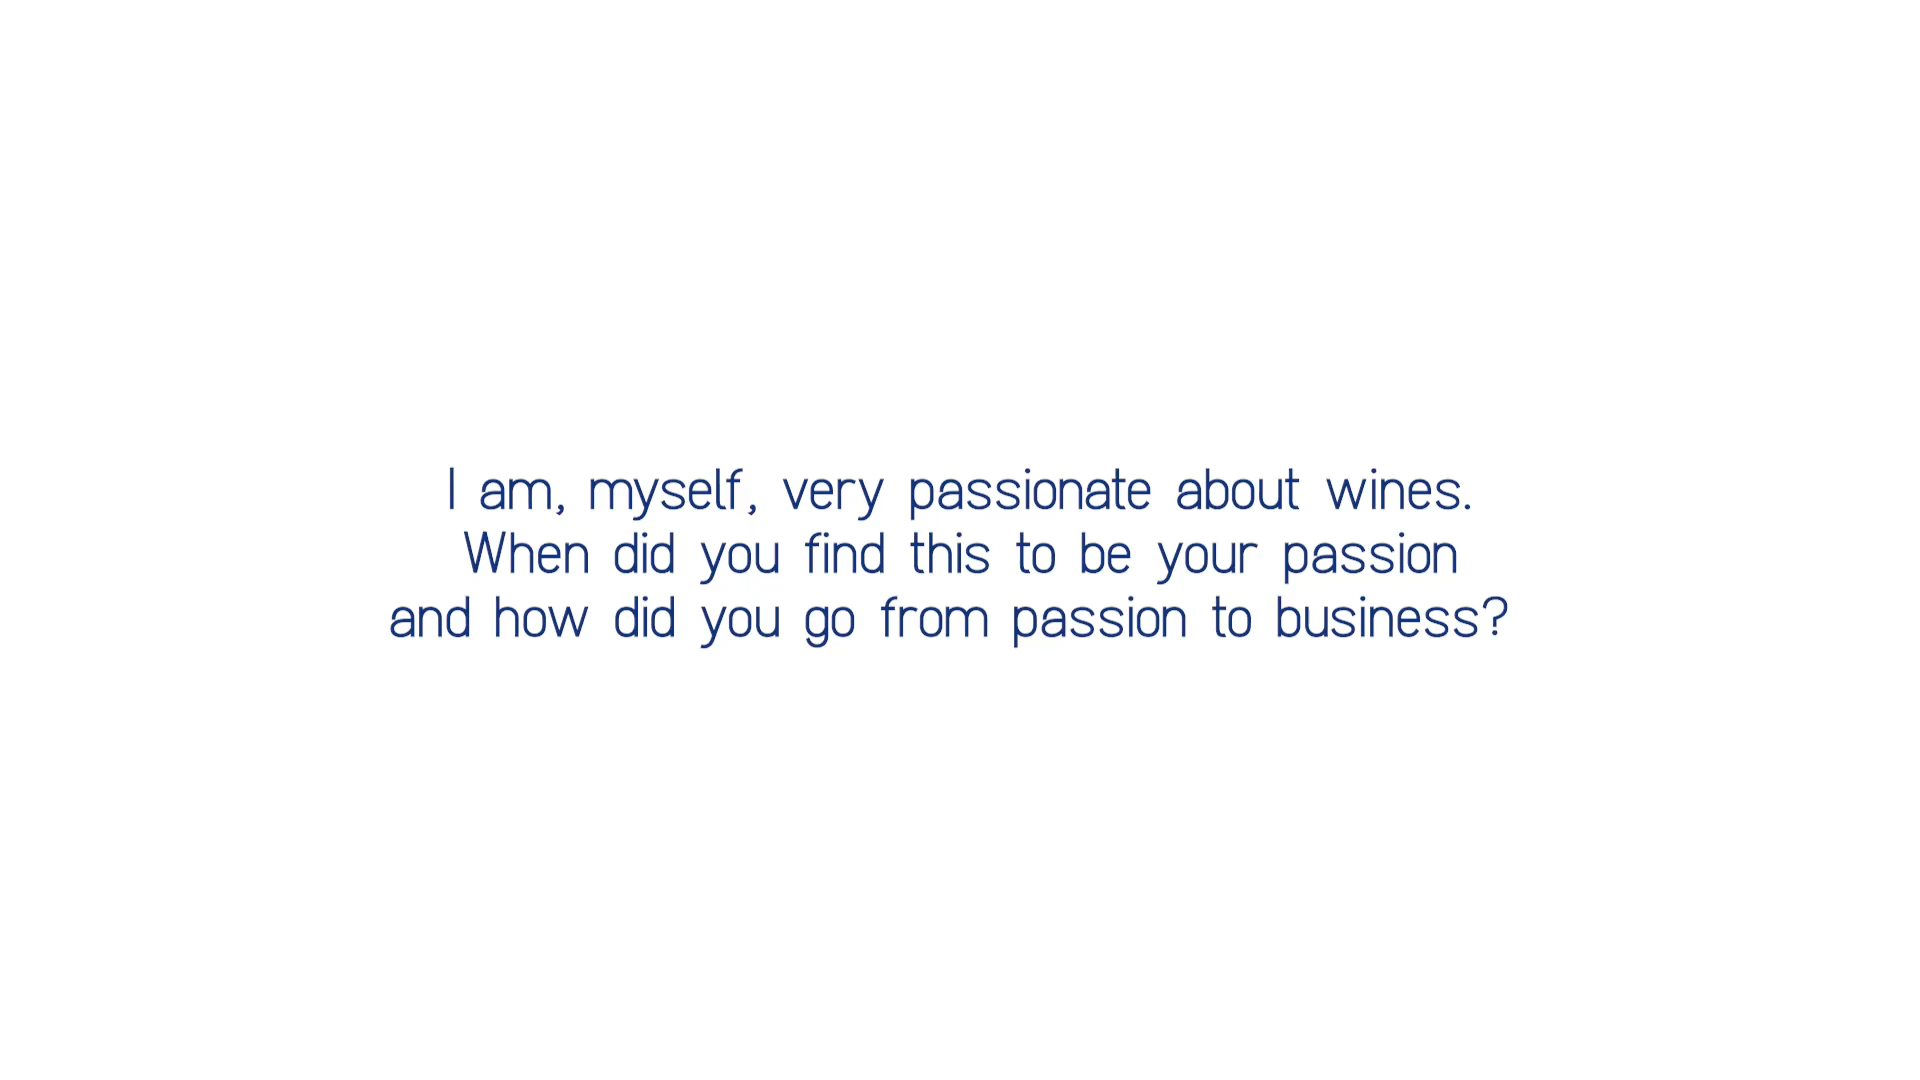 I am, myself, very passionate about wines.
When did you find this to be your passion
and how did you go from passion to business?